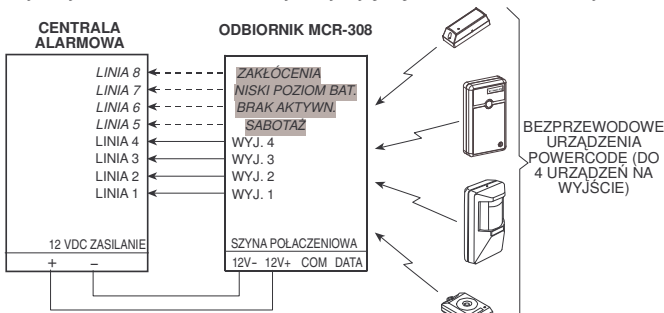 CENTRALA
ALARMOWA
ODBIORNIK MCR-308
LINIA 8
ZAKŁÓCENIA
LINIA 7
NISKI POZIOM BAT.
LINIA 6
BRAK AKTYWN.
LINIA 5
SABOTAŻ
LINIA 4
WYJ. 4
LINIA 3
WYJ. 3
LINIA 2
WYJ. 2
LINIA 1
WYJ. 1
BEZPRZEWODOWE
URZĄDZENIA
POWERCODE (DO
4 URZĄDZEŃ NA
WYJŚCIE)
12 VDC ZASILANIE
+ –
SZYNA POŁACZENIOWA
12V– 12V+ COM DATA